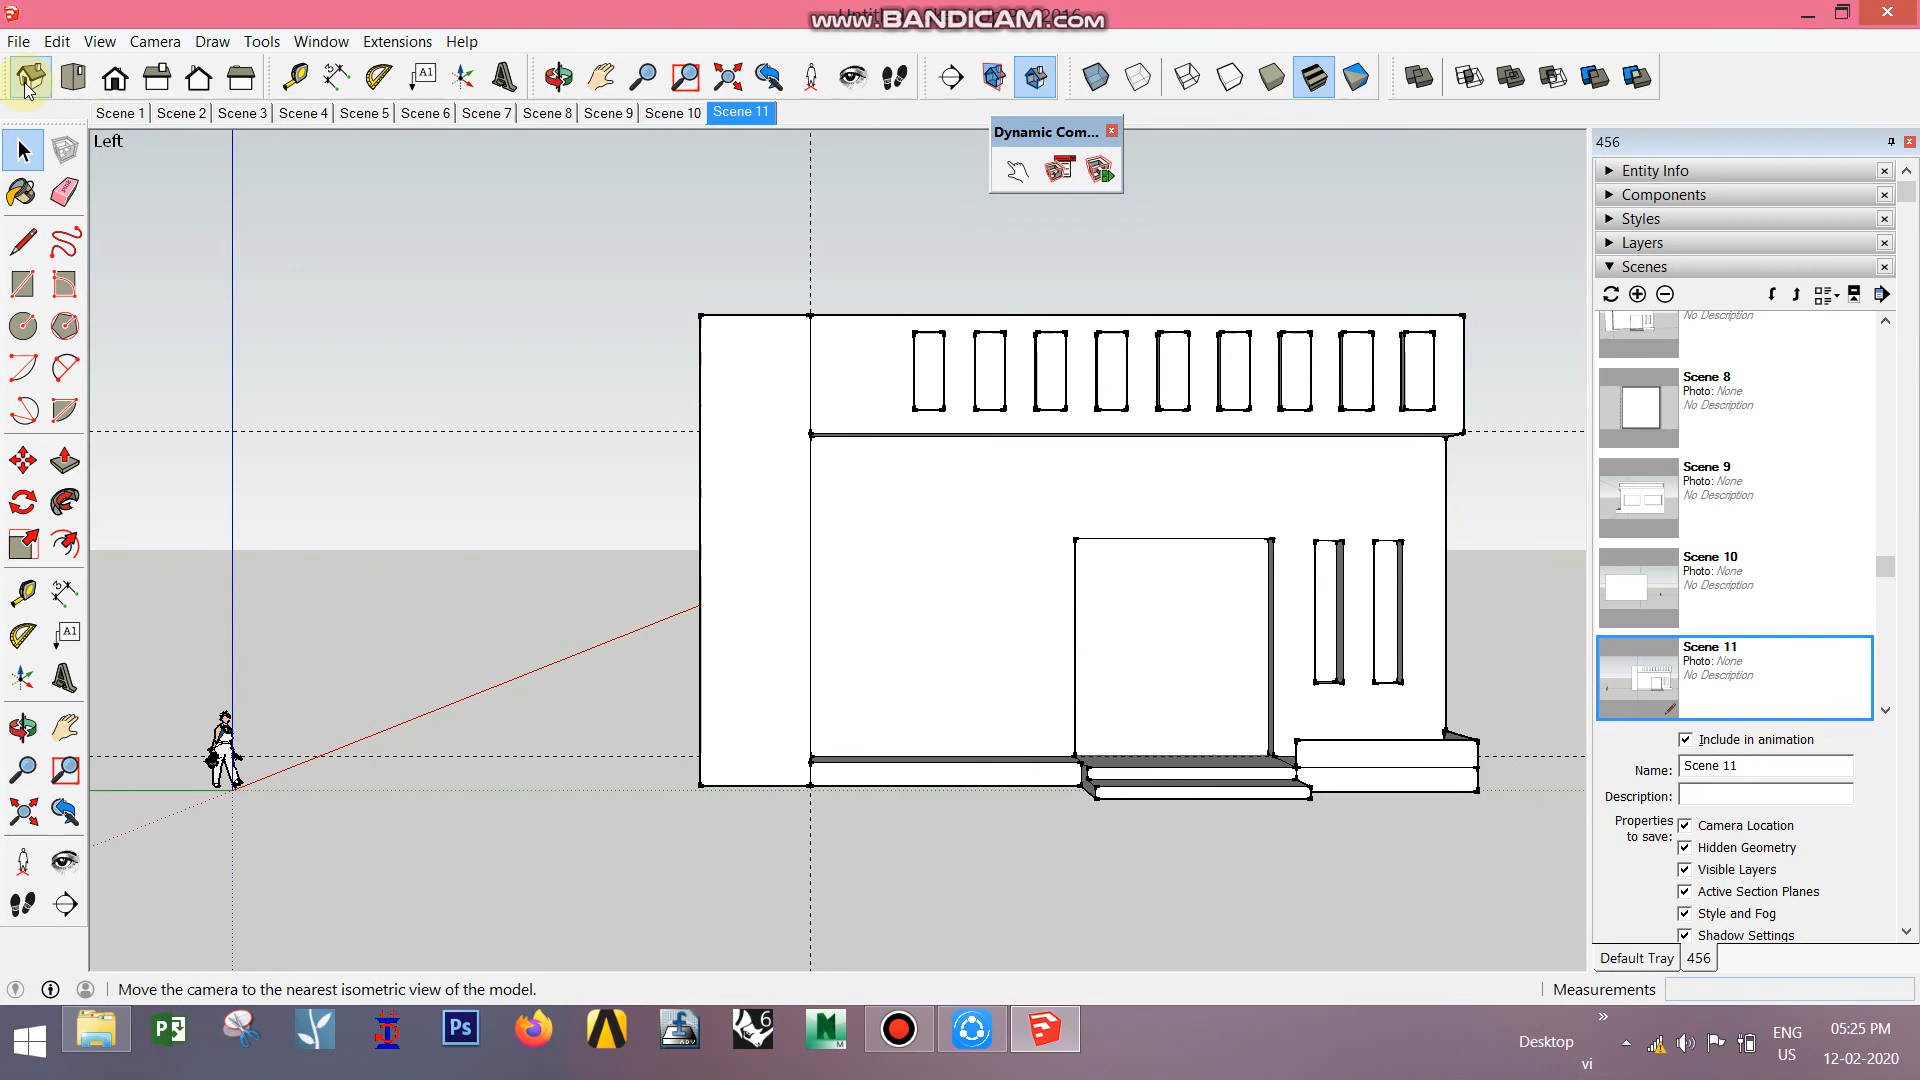 www.BANDICAM.com
File Edit View Camera Draw Tools Window Extensions Help
A1
Scene 1 Scene 2 Scene 3 Scene 4 Scene 5 Scene 6 Scene 7 Scene 8 Scene 9 Scene 10 Scene 11
Left
Dynamic Com...
456
Entity Info
Components
Styles
Layers
Scenes
No Description
Scene 8
Photo: None
No Description
Scene 9
Photo: None
No Description
Scene 10
Photo: None
No Description
Scene 11
Photo: None
No Description
Include in animation
Name: Scene 11
Description:
Properties to save:
Camera Location
Hidden Geometry
Visible Layers
Active Section Planes
Style and Fog
Shadow Settings
A1
Default Tray 456
Move the camera to the nearest isometric view of the model.
Measurements
P
Ps
6
N
Desktop
vi
ENG
US
05:25 PM
12-02-2020